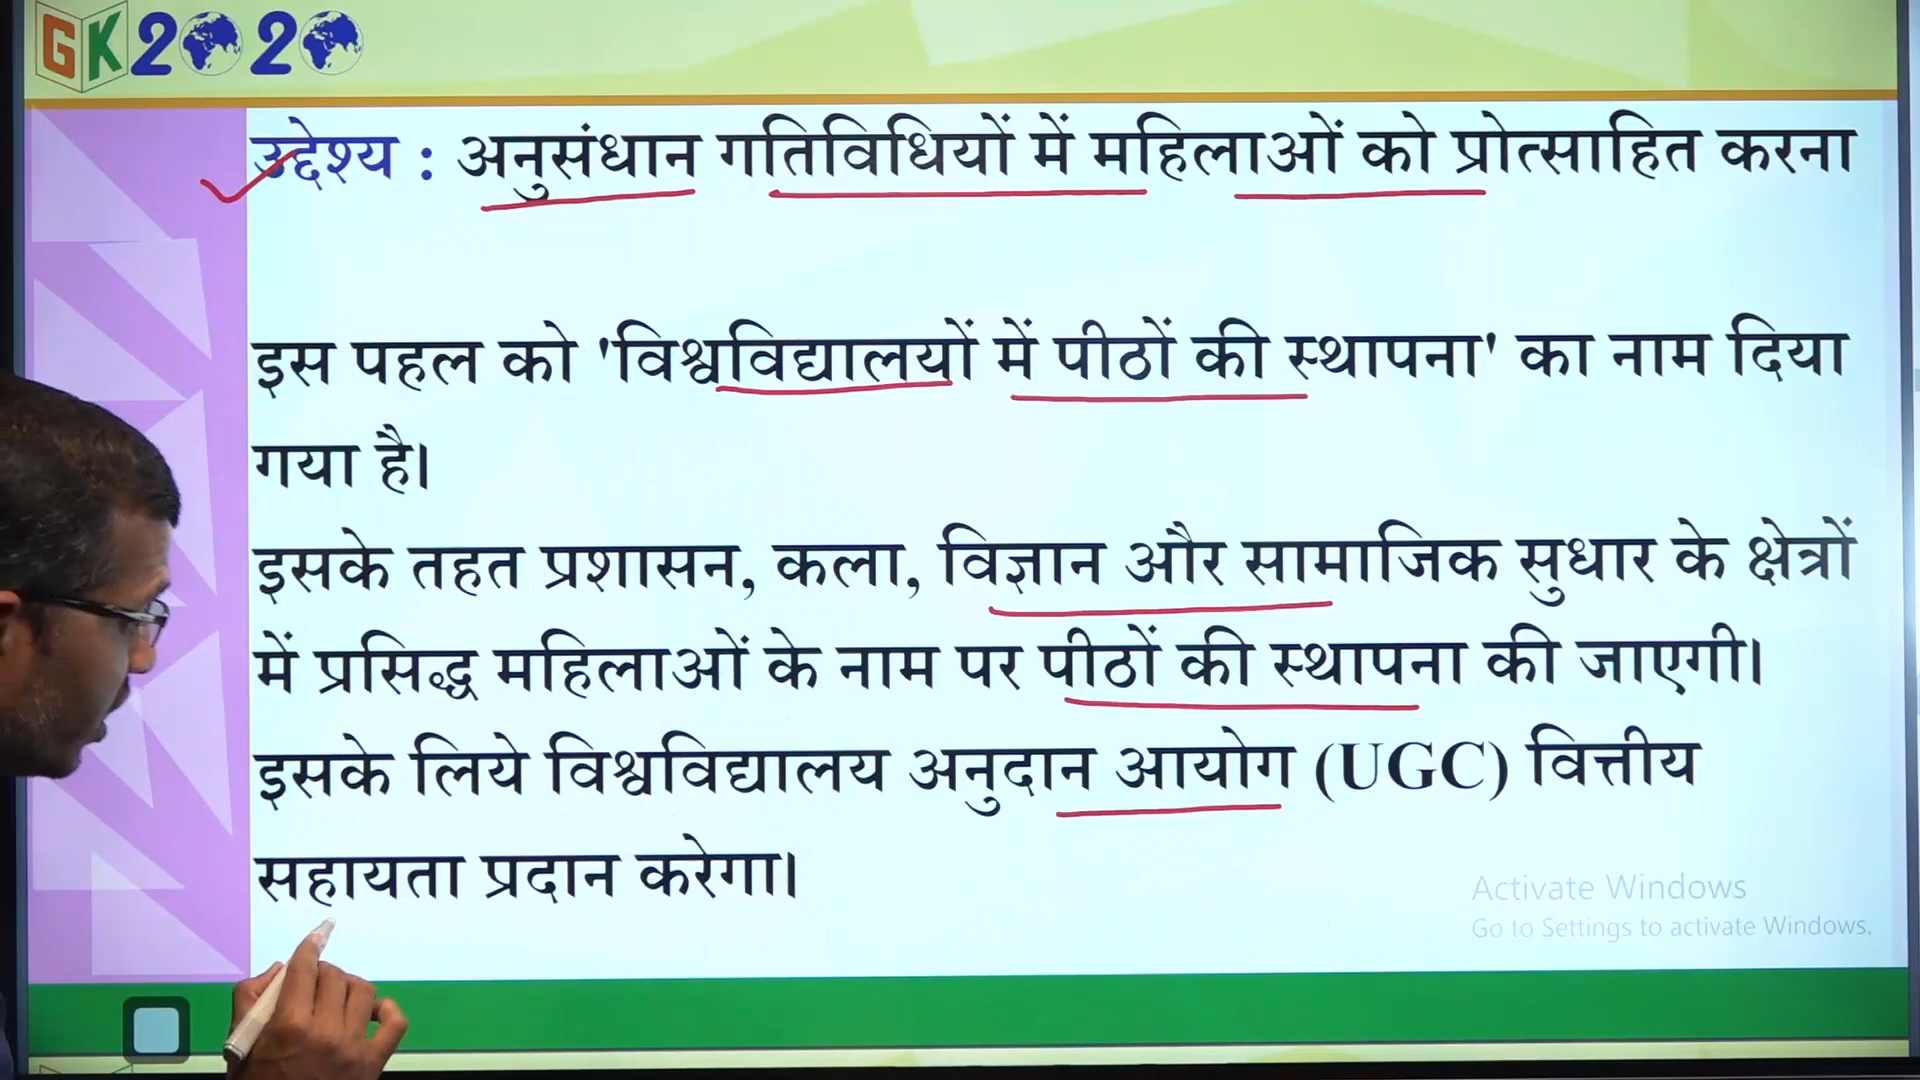 GK2020
उद्देश्य : अनुसंधान गतिविधियों में महिलाओं को प्रोत्साहित करना
इस पहल को 'विश्वविद्यालयों में पीठों की स्थापना' का नाम दिया
गया है।
इसके तहत प्रशासन, कला, विज्ञान और सामाजिक सुधार के क्षेत्रों
में प्रसिद्ध महिलाओं के नाम पर पीठों की स्थापना की जाएगी।
इसके लिये विश्वविद्यालय अनुदान आयोग (UGC) वित्तीय
सहायता प्रदान करेगा।
Activate Windows
Go to Settings to activate Windows.